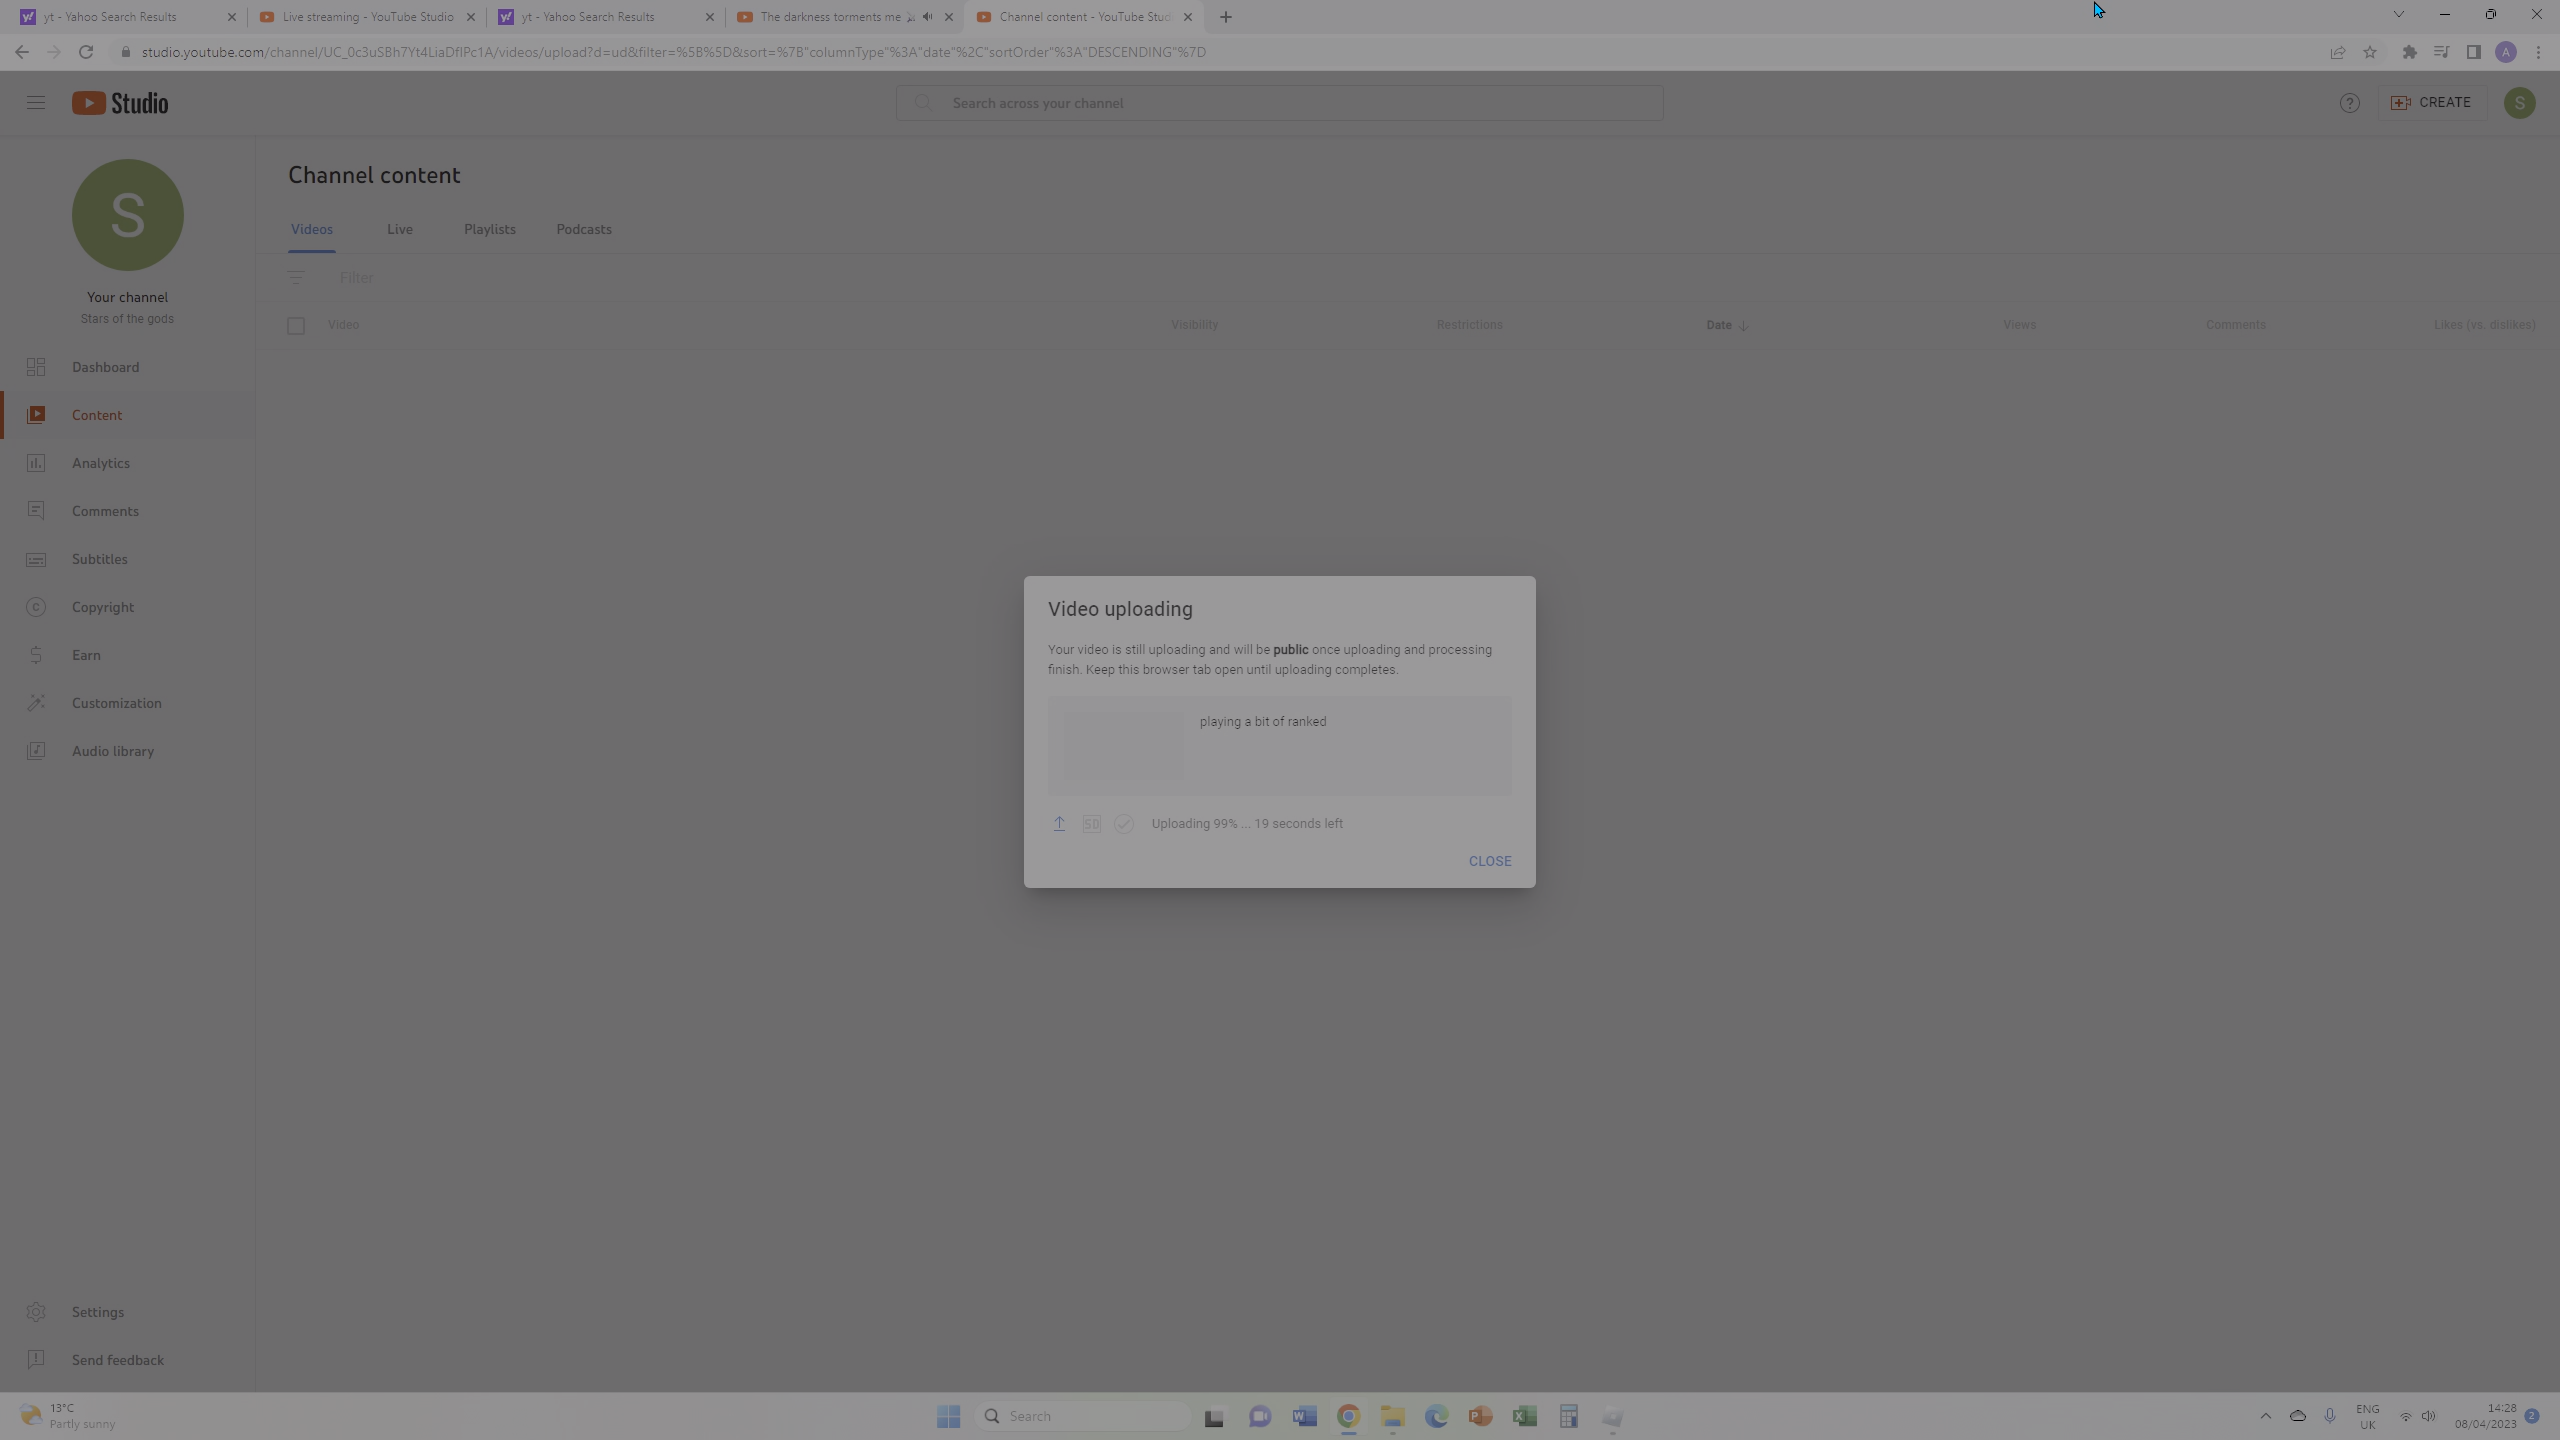 yt - Yahoo Search Results
Live streaming - YouTube Studio
yt - Yahoo Search Results
The darkness torments me
Channel content - YouTube Stud
studio.youtube.com/channel/UC_0c3uSBh7Yt4LiaDfIPc1A/videos/upload?d=ud&filter=%5B%5D&sort=%7B"columnType"%3A"date"%2C"sortOrder"%3A"DESCENDING"%7D
A
Studio
Search across your channel
CREATE
S
S
Your channel
Stars of the gods
Dashboard
Content
Analytics
Comments
Subtitles
Copyright
Earn
Customization
Audio library
Settings
Send feedback
Channel content
Videos Live Playlists Podcasts
Filter
Video Visibility Restrictions Date Views Comments Likes (vs. dislikes)
Video uploading
Your video is still uploading and will be public once uploading and processing
finish. Keep this browser tab open until uploading completes.
playing a bit of ranked
SD
Uploading 99% ... 19 seconds left
CLOSE
13°C
Partly sunny
Search
ENG
UK
14:28
08/04/2023
2